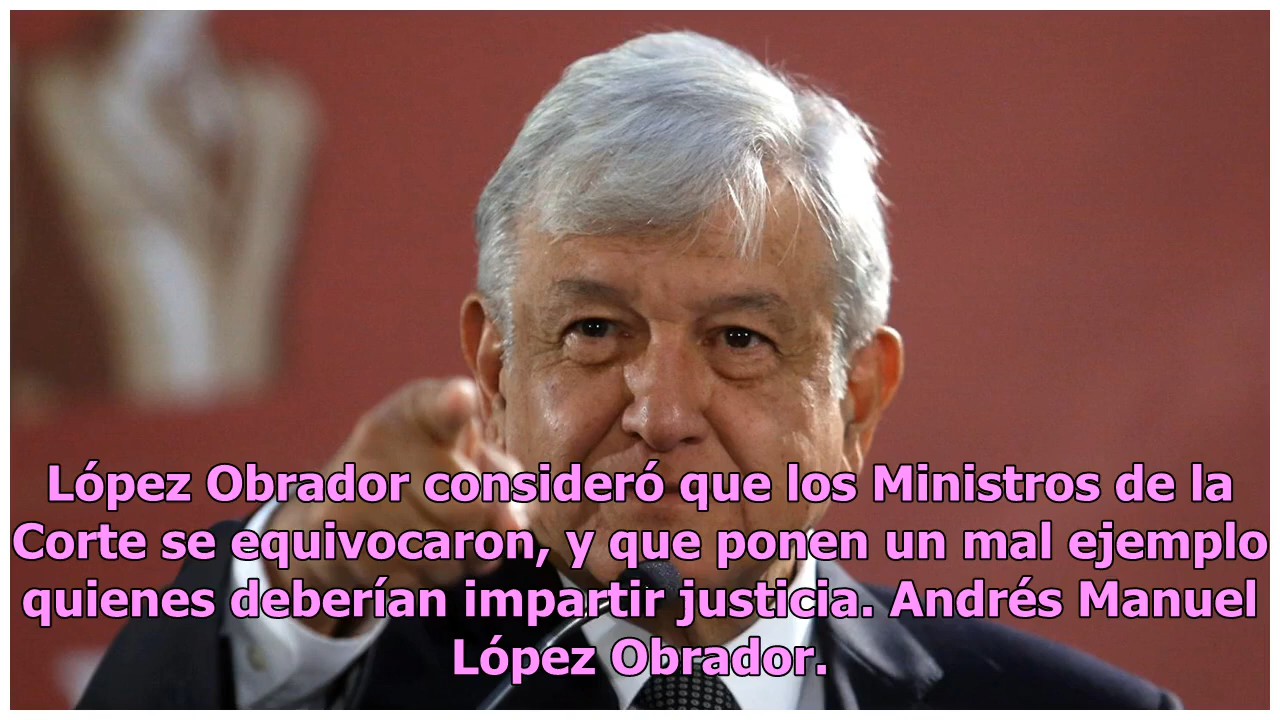 López Obrador consideró que los Ministros de la
Corte se equivocaron, y que ponen un mal ejemplo
quienes deberían impartir justicia. Andrés Manuel
López Obrador.